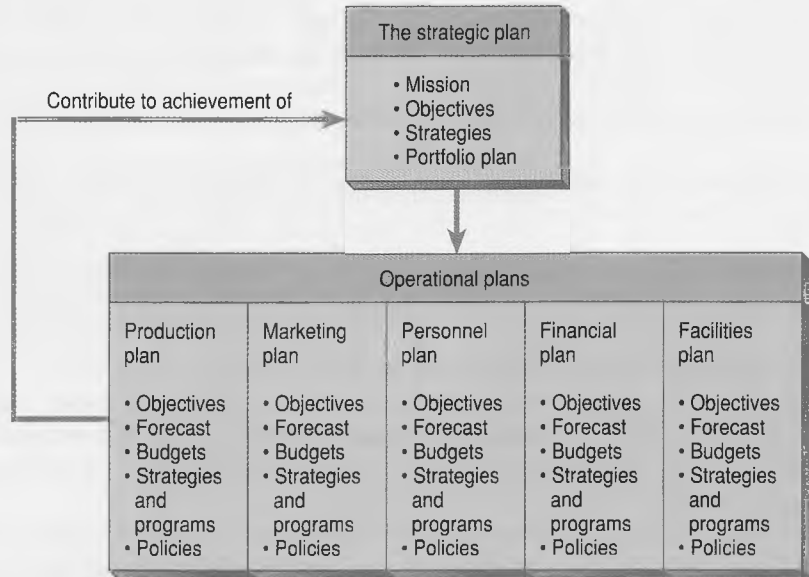 The strategic plan
• Mission
• Objectives
• Strategies
• Portfolio plan
Contribute to achievement of
Operational plans
Production
plan
• Objectives
• Forecast
• Budgets
• Strategies
and
programs
• Policies
Marketing
plan
• Objectives
• Forecast
• Budgets
• Strategies
and
programs
• Policies
Personnel
plan
• Objectives
• Forecast
• Budgets
• Strategies
and
programs
• Policies
Financial
plan
• Objectives
• Forecast
• Budgets
• Strategies
and
programs
• Policies
Facilities
plan
• Objectives
• Forecast
• Budgets
• Strategies
and
programs
• Policies